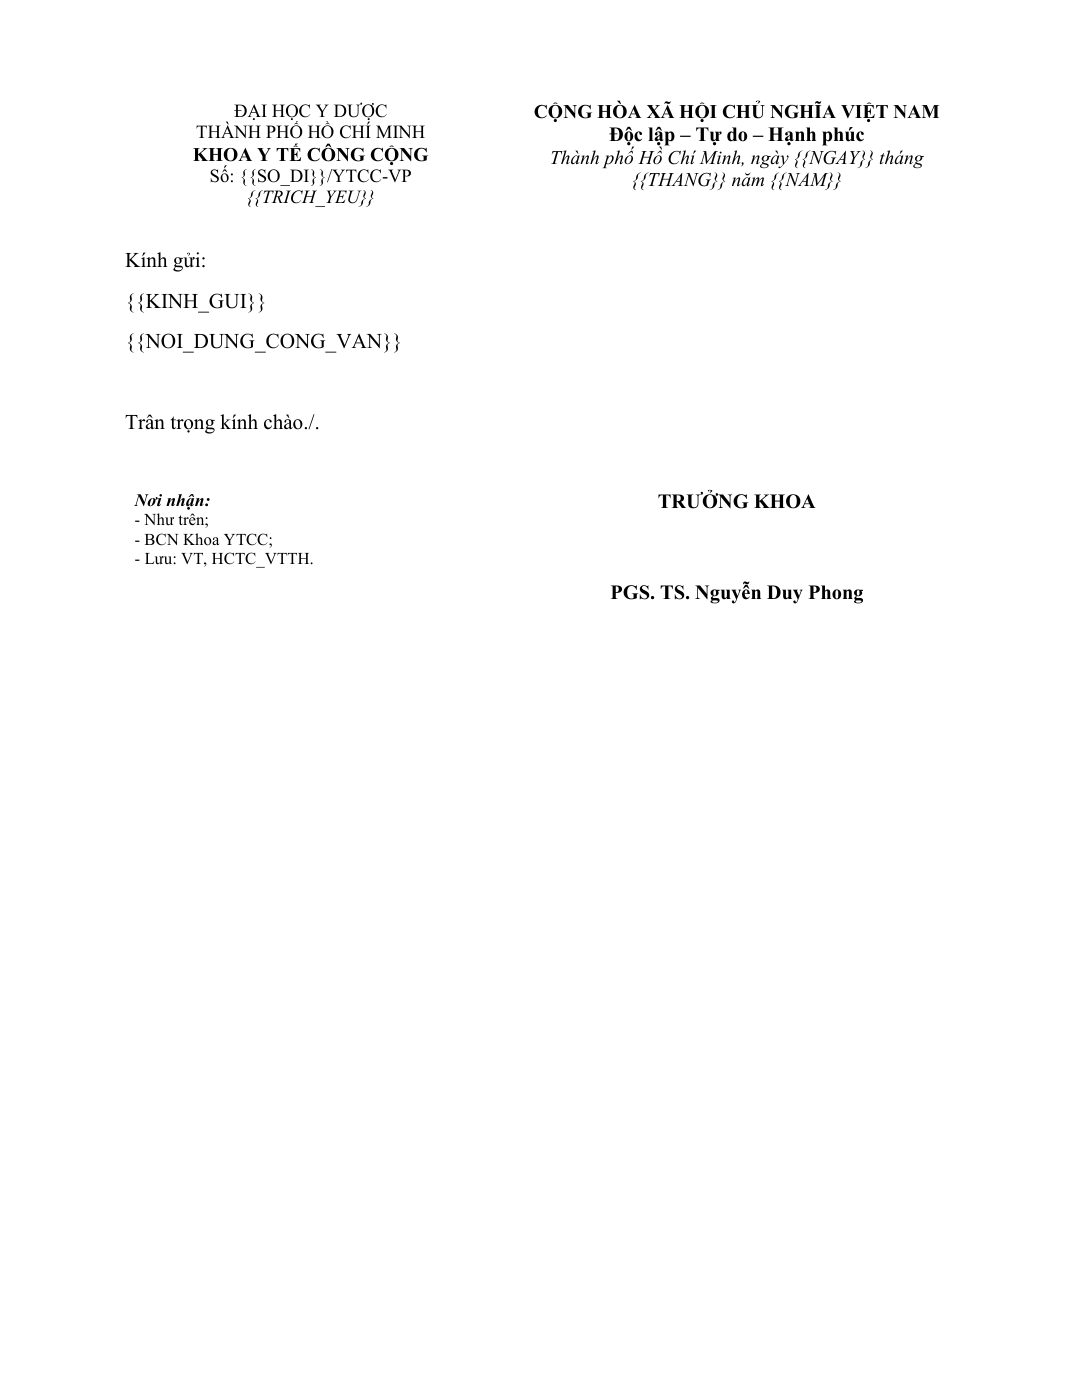 ĐẠI HỌC Y DƯỢC
THÀNH PHỐ HỒ CHÍ MINH
KHOA Y TẾ CÔNG CỘNG
Số: {{SO_DI}}/YTCC-VP
{{TRICH_YEU}}
CỘNG HÒA XÃ HỘI CHỦ NGHĨA VIỆT NAM
Độc lập – Tự do – Hạnh phúc
Thành phố Hồ Chí Minh, ngày {{NGAY}} tháng
{{THANG}} năm {{NAM}}
Kính gửi:
{{KINH_GUI}}
{{NOI_DUNG_CONG_VAN}}
Trân trọng kính chào./.
Nơi nhận:
- Như trên;
- BCN Khoa YTCC;
- Lưu: VT, HCTC_VTTH.
TRƯỞNG KHOA
PGS. TS. Nguyễn Duy Phong